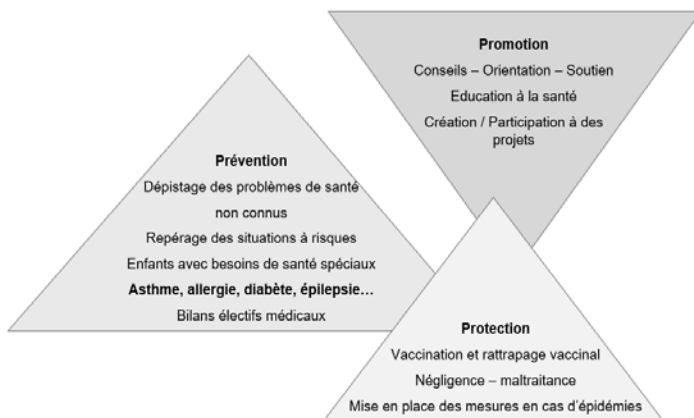 Promotion
Conseils – Orientation – Soutien
Education à la santé
Création / Participation à des
projets
Prévention
Dépistage des problèmes de santé
non connus
Repérage des situations à risques
Enfants avec besoins de santé spéciaux
Asthme, allergie, diabète, épilepsie…
Bilans électifs médicaux
Protection
Vaccination et rattrapage vaccinal
Négligence – maltraitance
Mise en place des mesures en cas d'épidémies